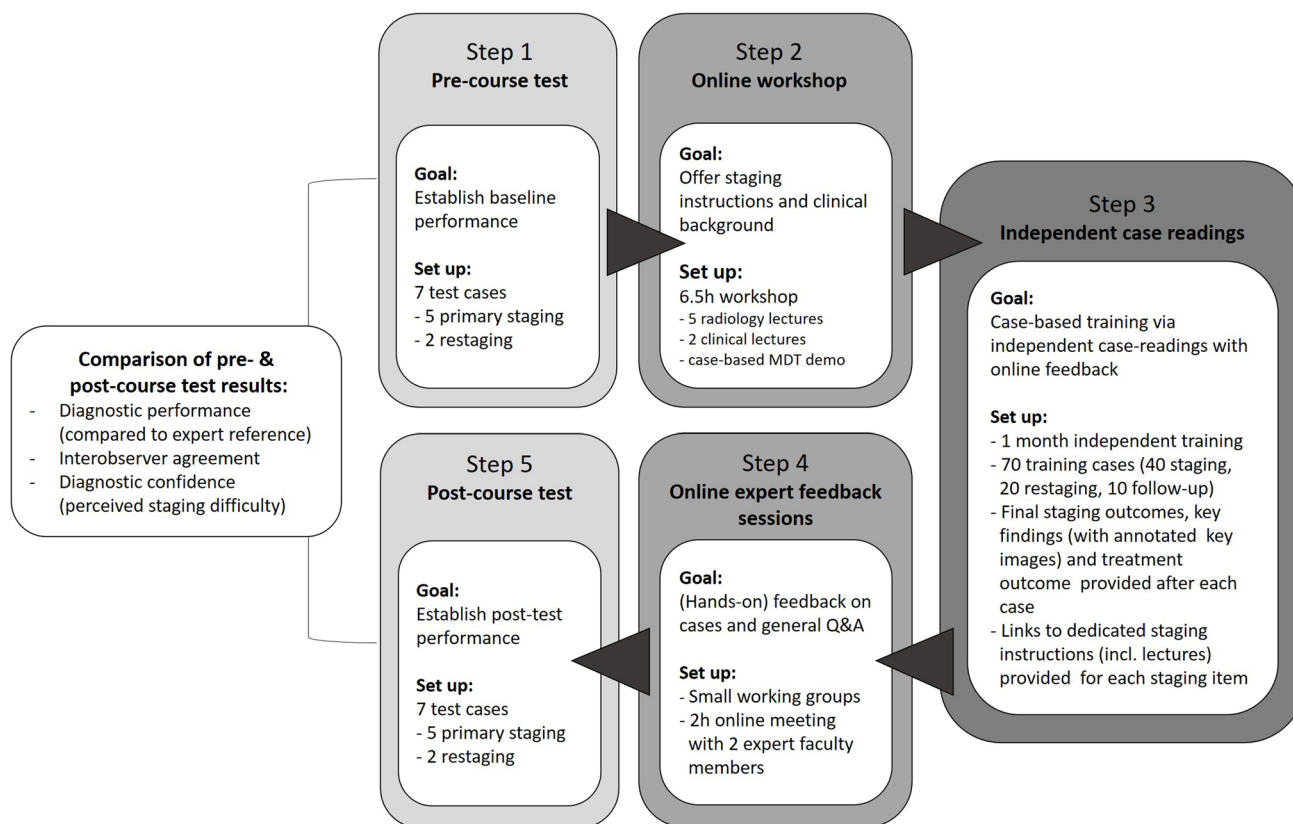 Step 1
Pre-course test
Goal:
Establish baseline
performance
Set up:
7 test cases
- 5 primary staging
- 2 restaging
Step 2
Online workshop
Goal:
Offer staging
instructions and clinical
background
Set up:
6.5h workshop
- 5 radiology lectures
- 2 clinical lectures
- case-based MDT demo
Step 3
Independent case readings
Goal:
Case-based training via
independent case-readings with
online feedback
Set up:
- 1 month independent training
- 70 training cases (40 staging,
20 restaging, 10 follow-up)
- Final staging outcomes, key
findings (with annotated key
images) and treatment
outcome provided after each
case
- Links to dedicated staging
instructions (incl. lectures)
provided for each staging item
Step 4
Online expert feedback
sessions
Goal:
(Hands-on) feedback on
cases and general Q&A
Set up:
- Small working groups
- 2h online meeting
with 2 expert faculty
members
Step 5
Post-course test
Goal:
Establish post-test
performance
Set up:
7 test cases
- 5 primary staging
- 2 restaging
Comparison of pre- &
post-course test results:
- Diagnostic performance
(compared to expert reference)
- Interobserver agreement
- Diagnostic confidence
(perceived staging difficulty)